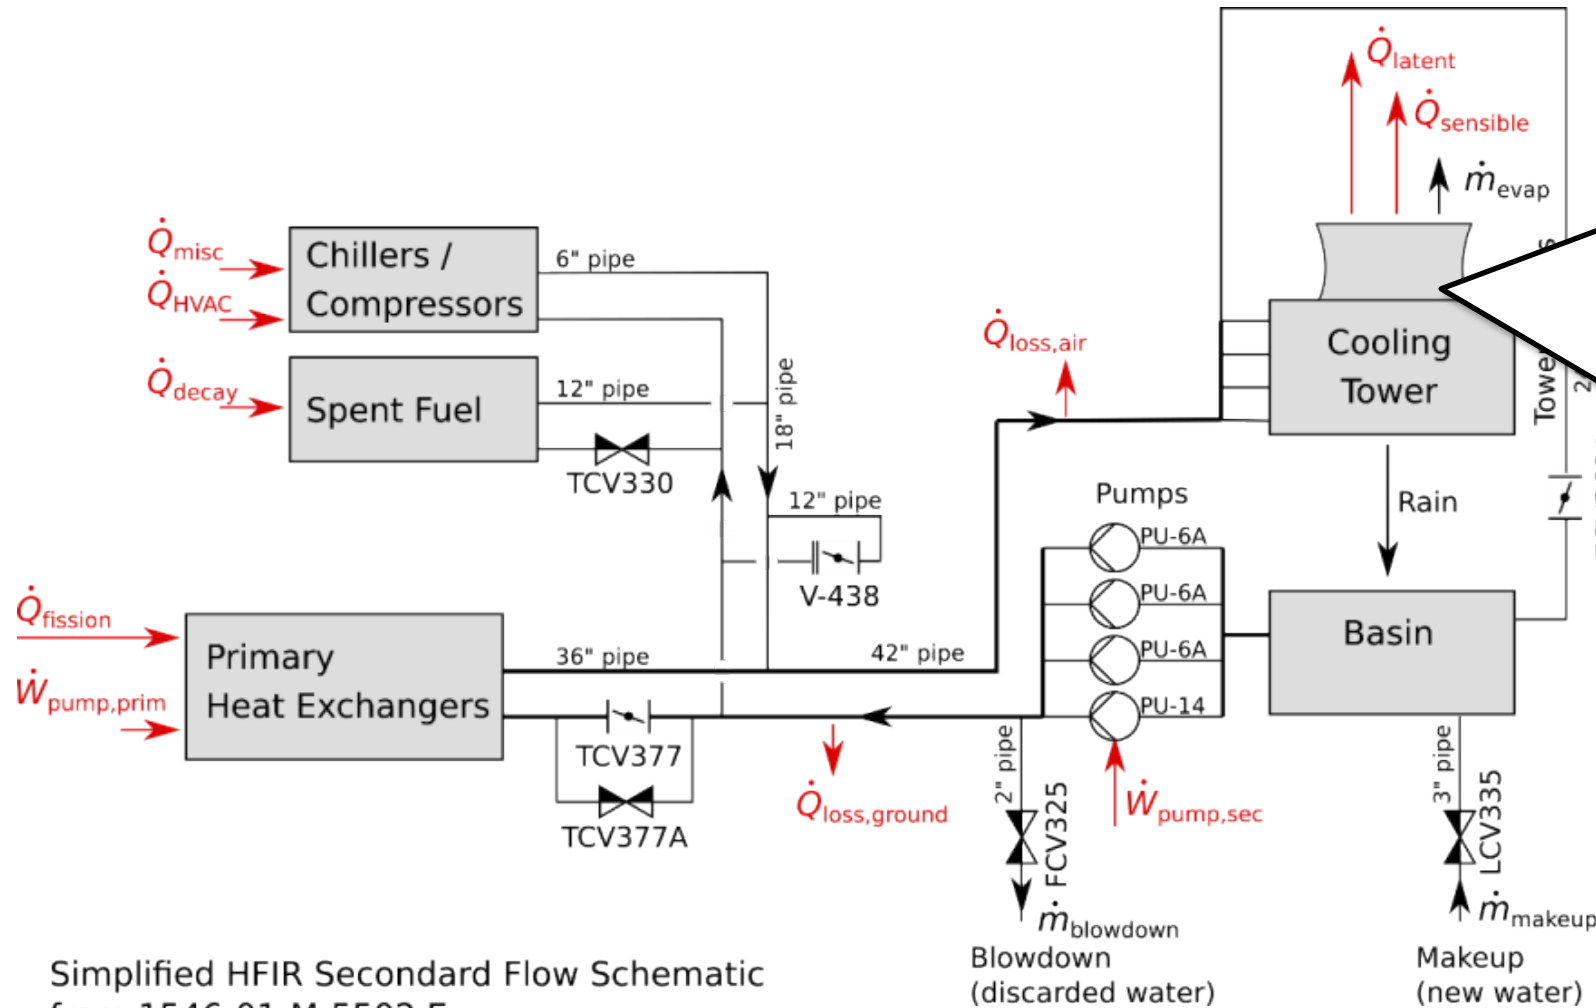 Q̇latent
Q̇sensible
ṁevap
Q̇misc
Q̇HVAC
Chillers /
Compressors
6" pipe
Q̇decay
Spent Fuel
12" pipe
TCV330
18" pipe
12" pipe
V-438
Q̇loss,air
Cooling
Tower
Rain
Pumps
PU-6A
PU-6A
PU-6A
PU-14
Basin
Q̇fission
Ẇpump,prim
Primary
Heat Exchangers
36" pipe
42" pipe
TCV377
TCV377A
Q̇loss,ground
2" pipe
FCV325
Ẇpump,sec
3" pipe
LCV335
ṁblowdown
Blowdown
(discarded water)
ṁmakeup
Makeup
(new water)
Simplified HFIR Secondard Flow Schematic